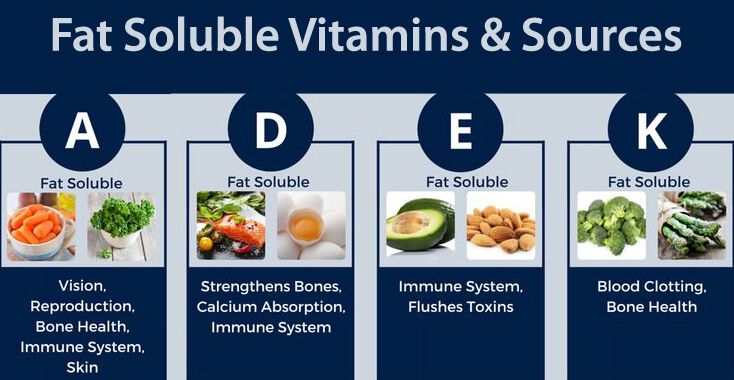 Fat Soluble Vitamins & Sources
A
Fat Soluble
Vision,
Reproduction,
Bone Health,
Immune System,
Skin
D
Fat Soluble
Strengthens Bones,
Calcium Absorption,
Immune System
E
Fat Soluble
Immune System,
Flushes Toxins
K
Fat Soluble
Blood Clotting,
Bone Health